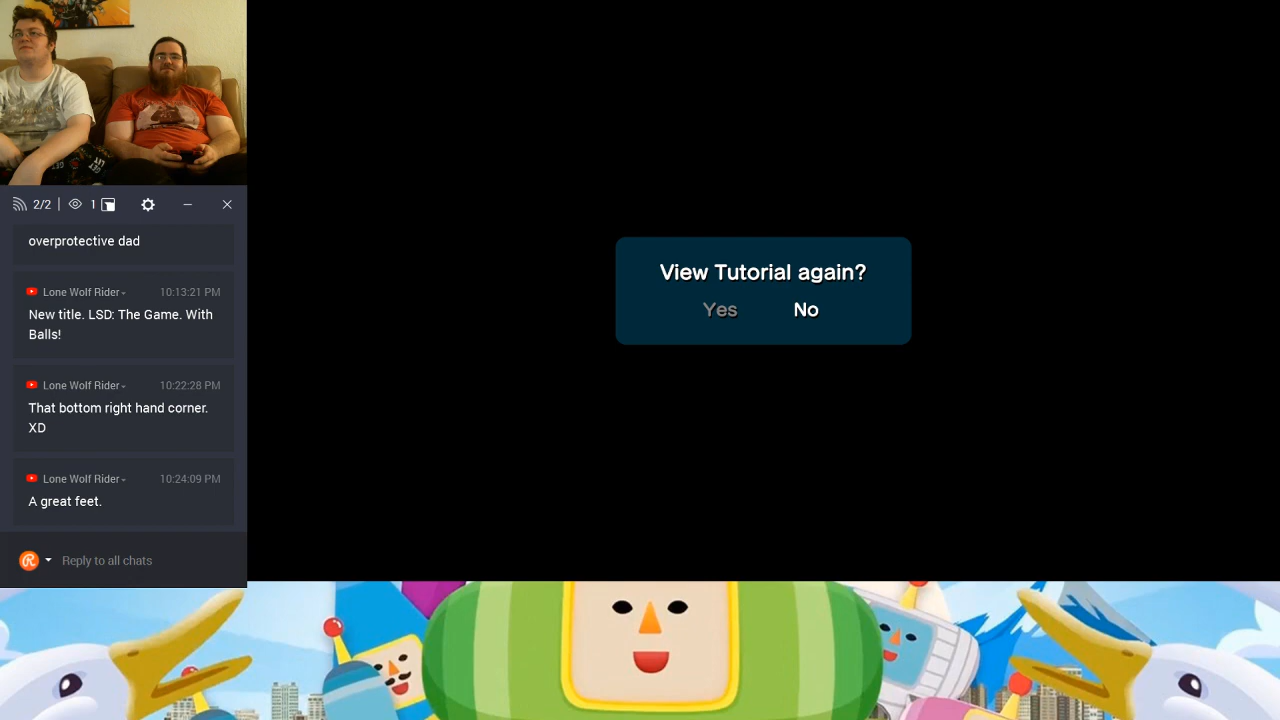 2/2
1
overprotective dad
Lone Wolf Rider
10:13:21 PM
New title. LSD: The Game. With
Balls!
Lone Wolf Rider
10:22:28 PM
That bottom right hand corner.
XD
Lone Wolf Rider
10:24:09 PM
A great feet.
Reply to all chats
View Tutorial again?
Yes No